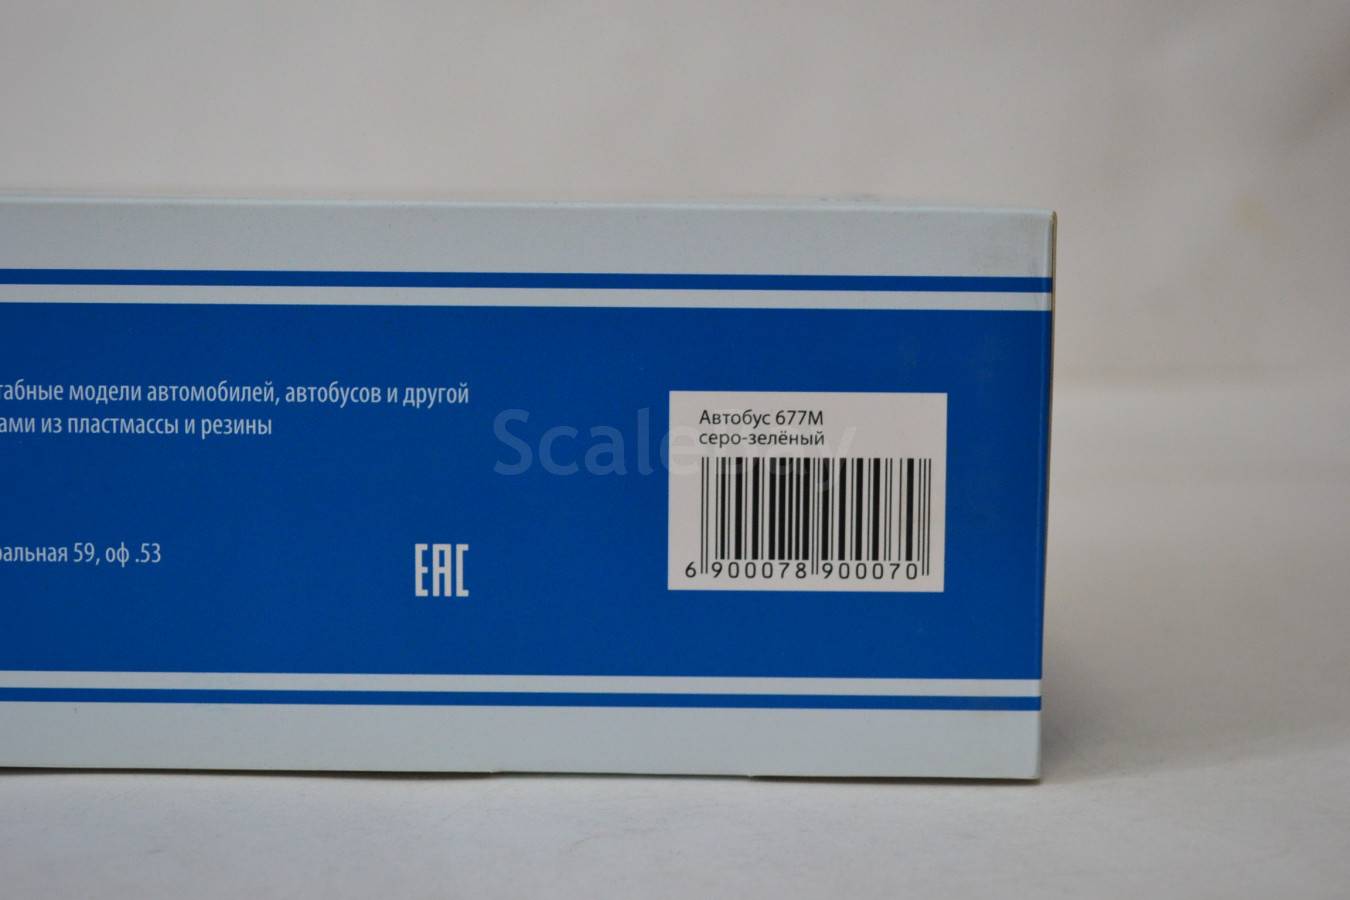 табные модели автомобилей, автобусов и другой
ами из пластмассы и резины
ральная 59, оф .53
EAC
Автобус 677М
серо-зелёный
6 900078 900070